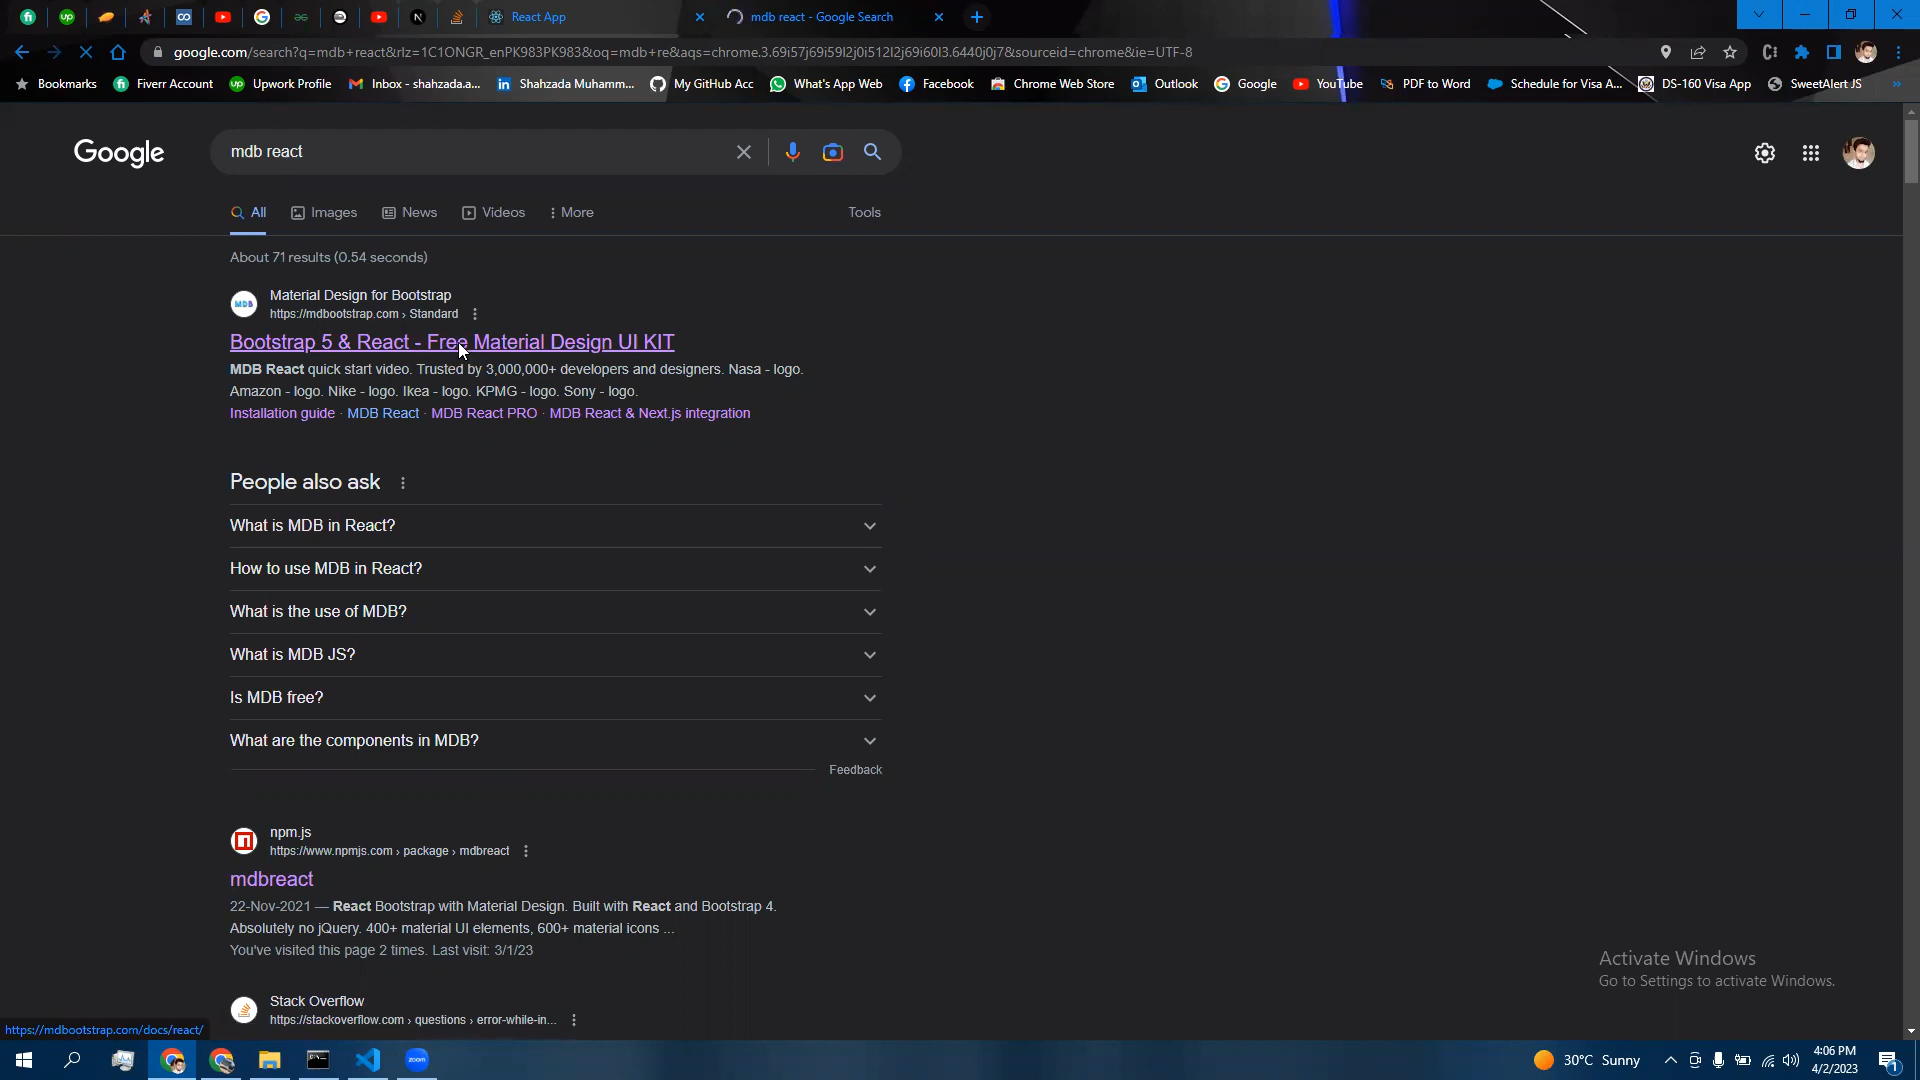 React App
mdb react - Google Search
google.com/search?q=mdb+react&rlz=1C1ONGR_enPK983PK983&oq=mdb+re&aqs=chrome.3.69i57j69i59l2j0i512l2j69i60l3.6440j0j7&sourceid=chrome&ie=UTF-8
Bookmarks Fiverr Account Upwork Profile Inbox - shahzada.a... Shahzada Muhamm... My GitHub Acc What's App Web Facebook Chrome Web Store Outlook Google YouTube PDF to Word Schedule for Visa A... DS-160 Visa App SweetAlert JS »
Google
mdb react
All Images News Videos More Tools
About 71 results (0.54 seconds)
MDB
Material Design for Bootstrap
https://mdbootstrap.com › Standard
Bootstrap 5 & React - Free Material Design UI KIT
MDB React quick start video. Trusted by 3,000,000+ developers and designers. Nasa - logo.
Amazon - logo. Nike - logo. Ikea - logo. KPMG - logo. Sony - logo.
Installation guide · MDB React · MDB React PRO · MDB React & Next.js integration
People also ask
What is MDB in React?
How to use MDB in React?
What is the use of MDB?
What is MDB JS?
Is MDB free?
What are the components in MDB?
Feedback
npm.js
https://www.npmjs.com › package › mdbreact
mdbreact
22-Nov-2021 — React Bootstrap with Material Design. Built with React and Bootstrap 4.
Absolutely no jQuery. 400+ material UI elements, 600+ material icons ...
You've visited this page 2 times. Last visit: 3/1/23
Stack Overflow
https://stackoverflow.com › questions › error-while-in...
Activate Windows
Go to Settings to activate Windows.
https://mdbootstrap.com/docs/react/
zoom
30°C Sunny
4:06 PM
4/2/2023
1